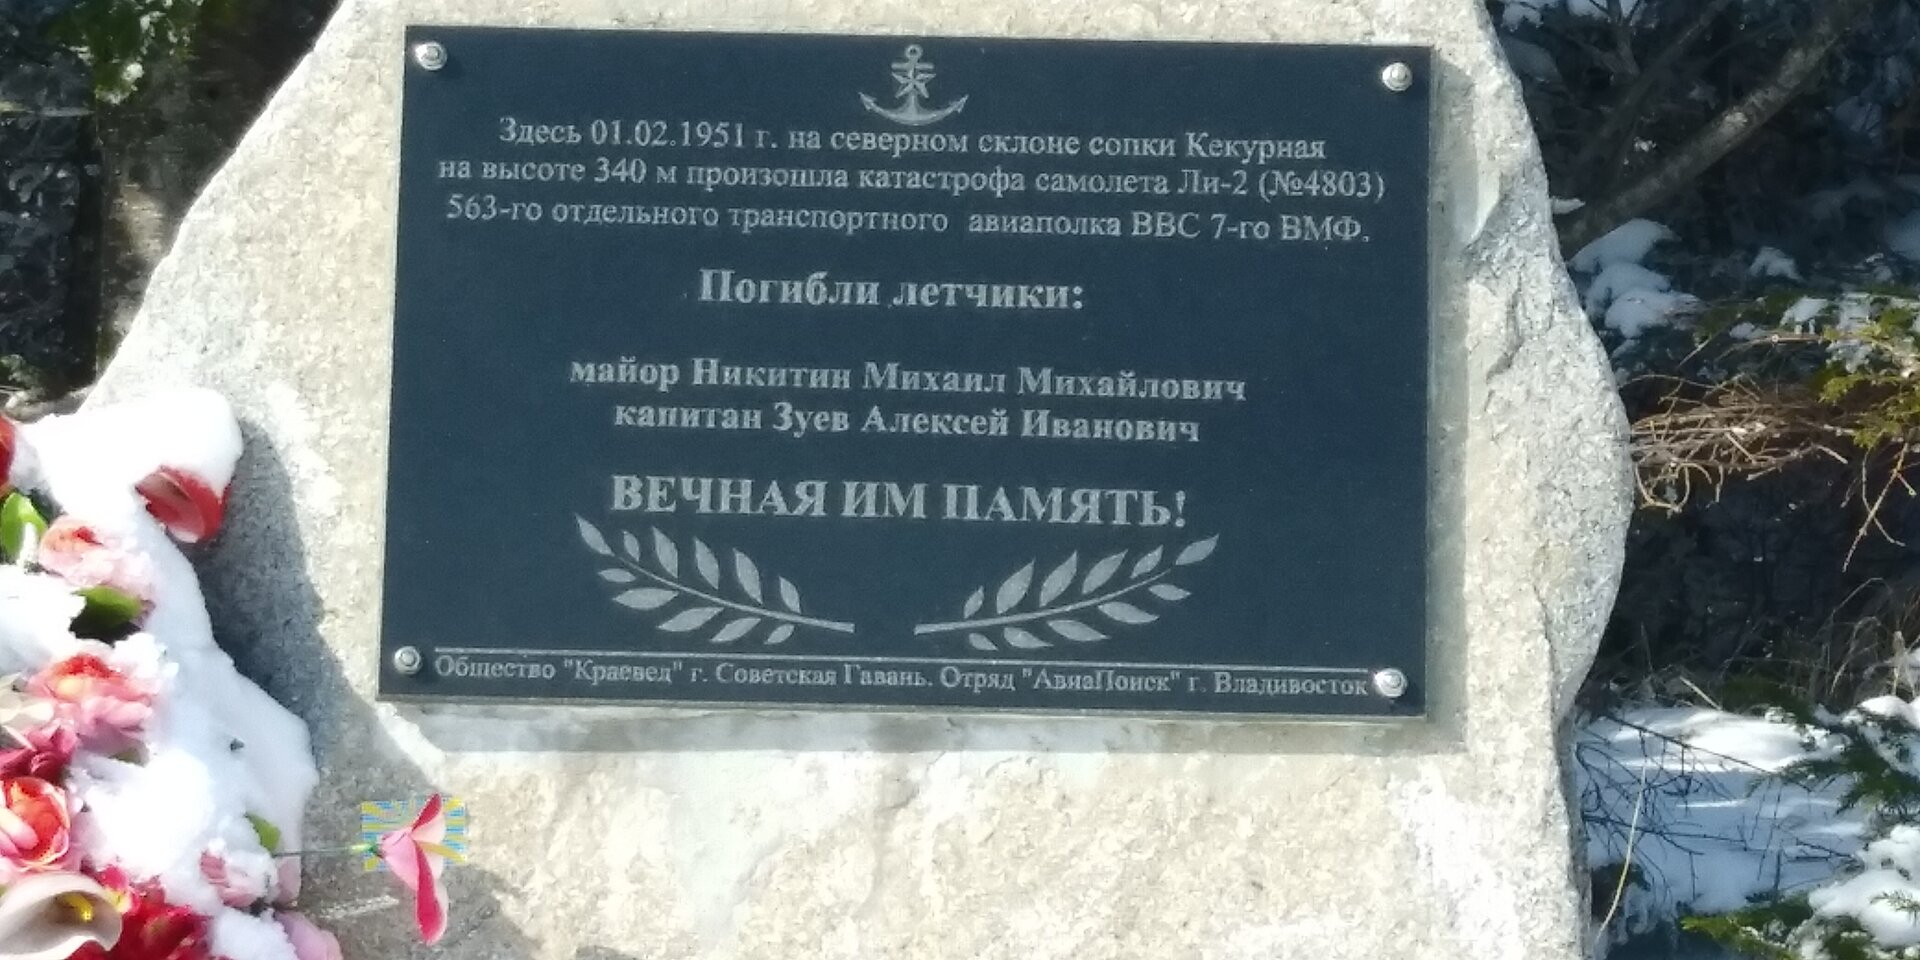 Здесь 01.02.1951 г. на северном склоне сопки Кекурная
на высоте 340 м произошла катастрофа самолета Ли-2 (№4803)
563-го отдельного транспортного авиаполка ВВС 7-го ВМФ.
Погибли летчики:
майор Никитин Михаил Михайлович
капитан Зуев Алексей Иванович
ВЕЧНАЯ ИМ ПАМЯТЬ!
Общество "Краевед" г. Советская Гавань. Отряд "АвиаПоиск" г. Владивосток